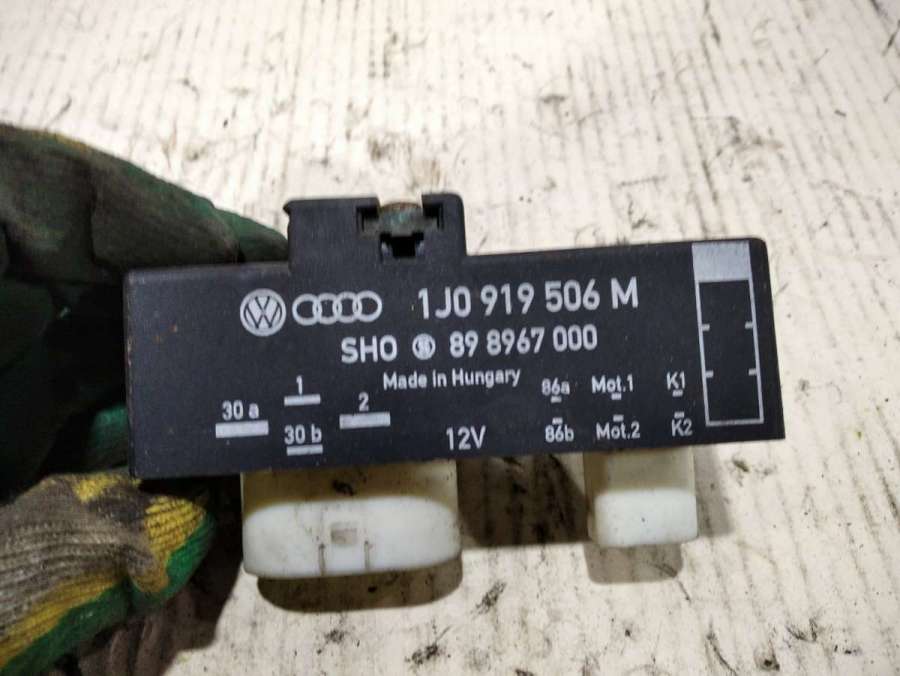 1J0 919 506 M
SHO 89 8967 000
Made in Hungary
30 a 1 2 86a Mot.1 K1
30 b 12V 86b Mot.2 K2